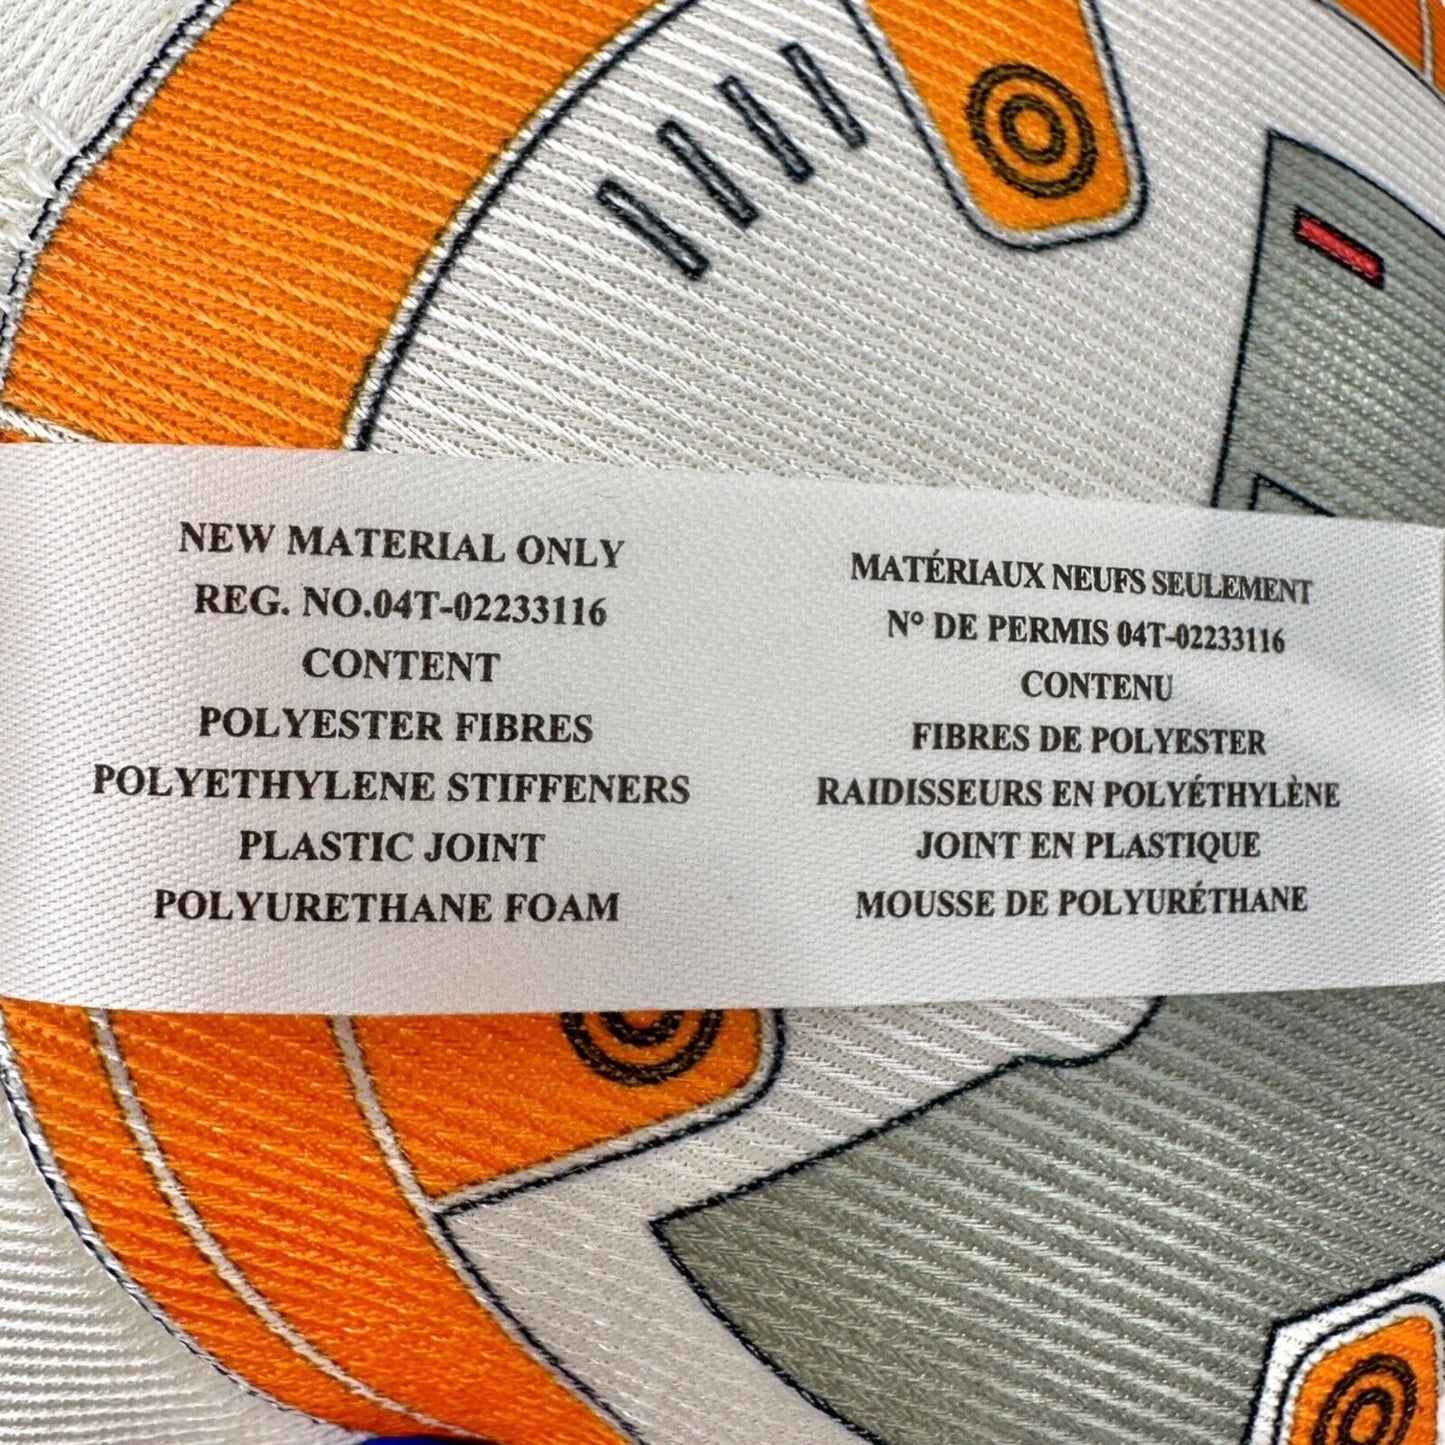 NEW MATERIAL ONLY
REG. NO.04T-02233116
CONTENT
POLYESTER FIBRES
POLYETHYLENE STIFFENERS
PLASTIC JOINT
POLYURETHANE FOAM
MATÉRIAUX NEUFS SEULEMENT
N° DE PERMIS 04T-02233116
CONTENU
FIBRES DE POLYESTER
RAIDISSEURS EN POLYÉTHYLÈNE
JOINT EN PLASTIQUE
MOUSSE DE POLYURÉTHANE